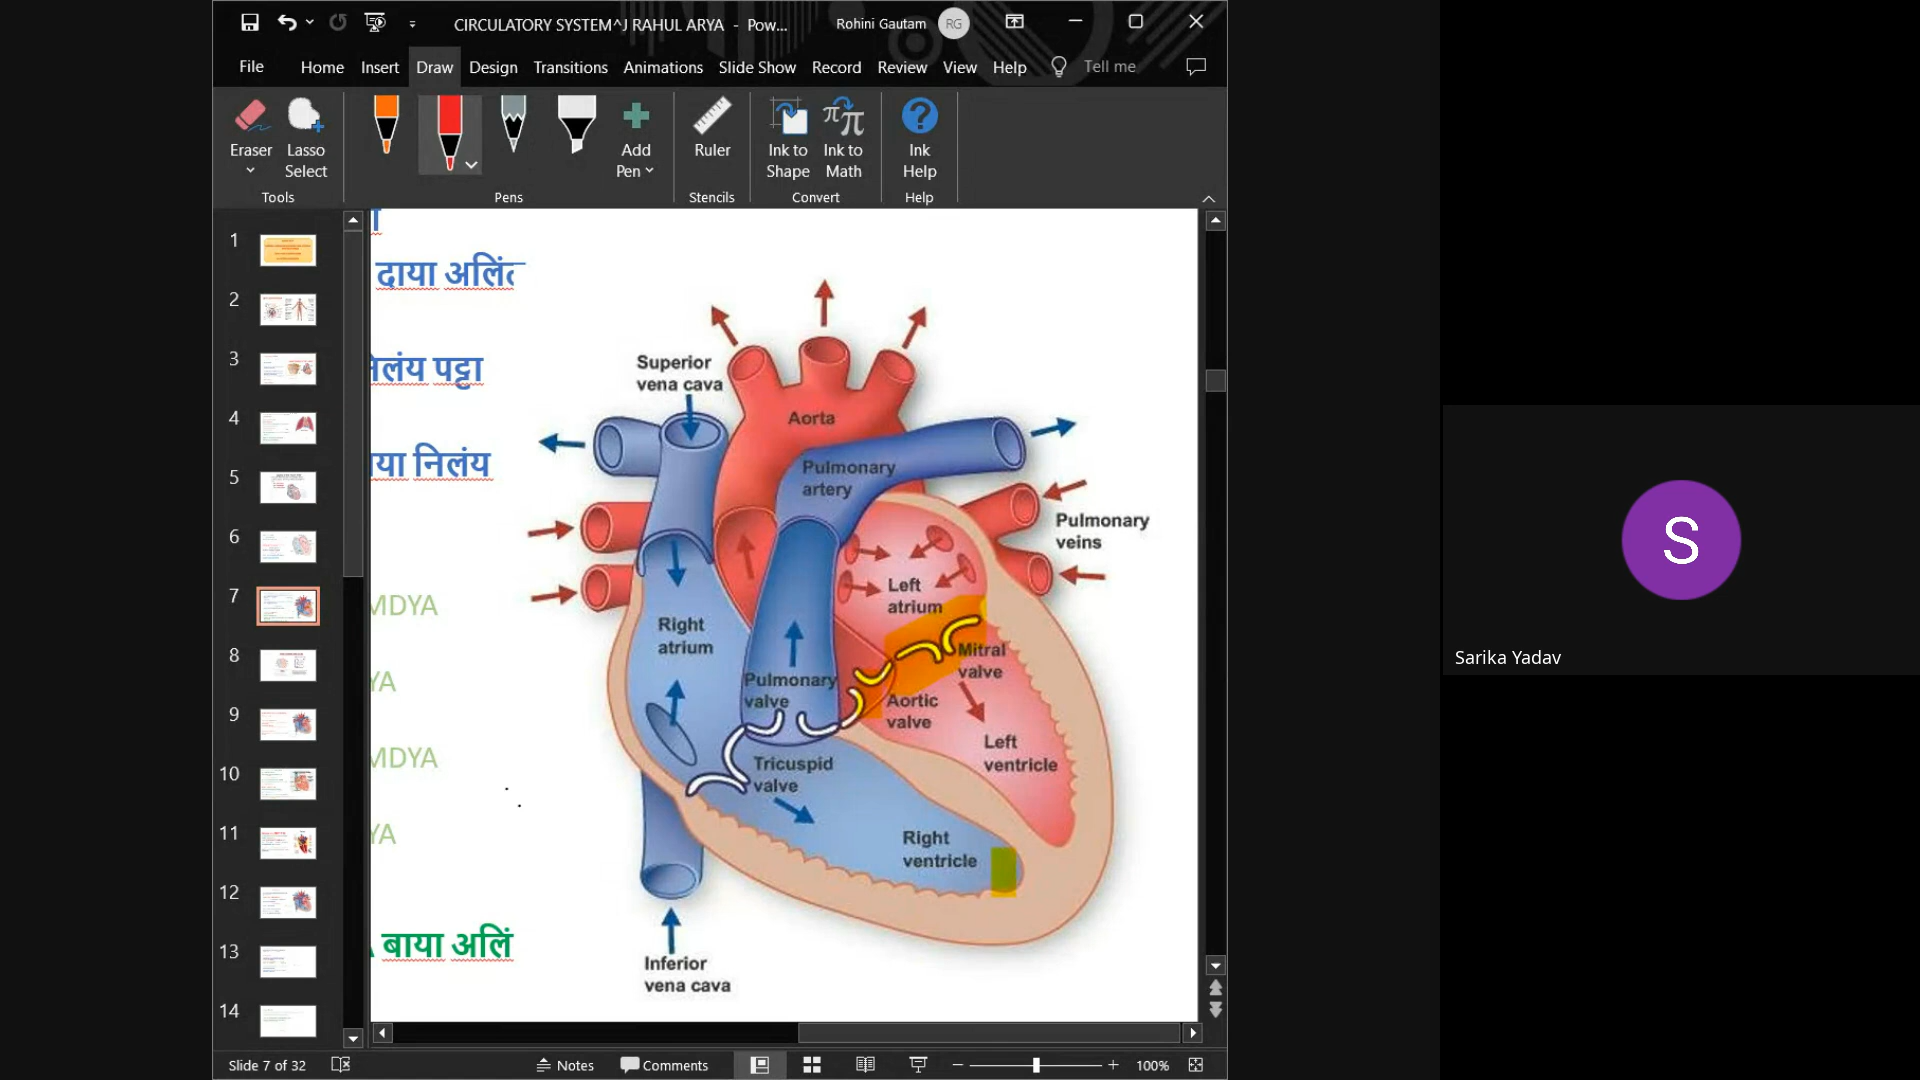 CIRCULATORY SYSTEM^J RAHUL ARYA - Pow...
Rohini Gautam
RG
File
Home
Insert
Draw
Design
Transitions
Animations
Slide Show
Record
Review
View
Help
Tell me
Eraser
Lasso
Select
Add
Pen
Ruler
Ink to
Shape
Ink to
Math
Ink
Help
Tools
Pens
Stencils
Convert
Help
1
2
3
4
5
6
7
8
9
10
11
12
13
14
दाया अलिं
निलंय पट्टा
या निलंय
MDYA
YA
MDYA
YA
बाया अलिं
Superior
vena cava
Aorta
Pulmonary
artery
Pulmonary
veins
Left
atrium
Right
atrium
Mitral
valve
Pulmonary
valve
Aortic
valve
Left
ventricle
Tricuspid
valve
Right
ventricle
Inferior
vena cava
S
Sarika Yadav
Slide 7 of 32
Notes
Comments
100%